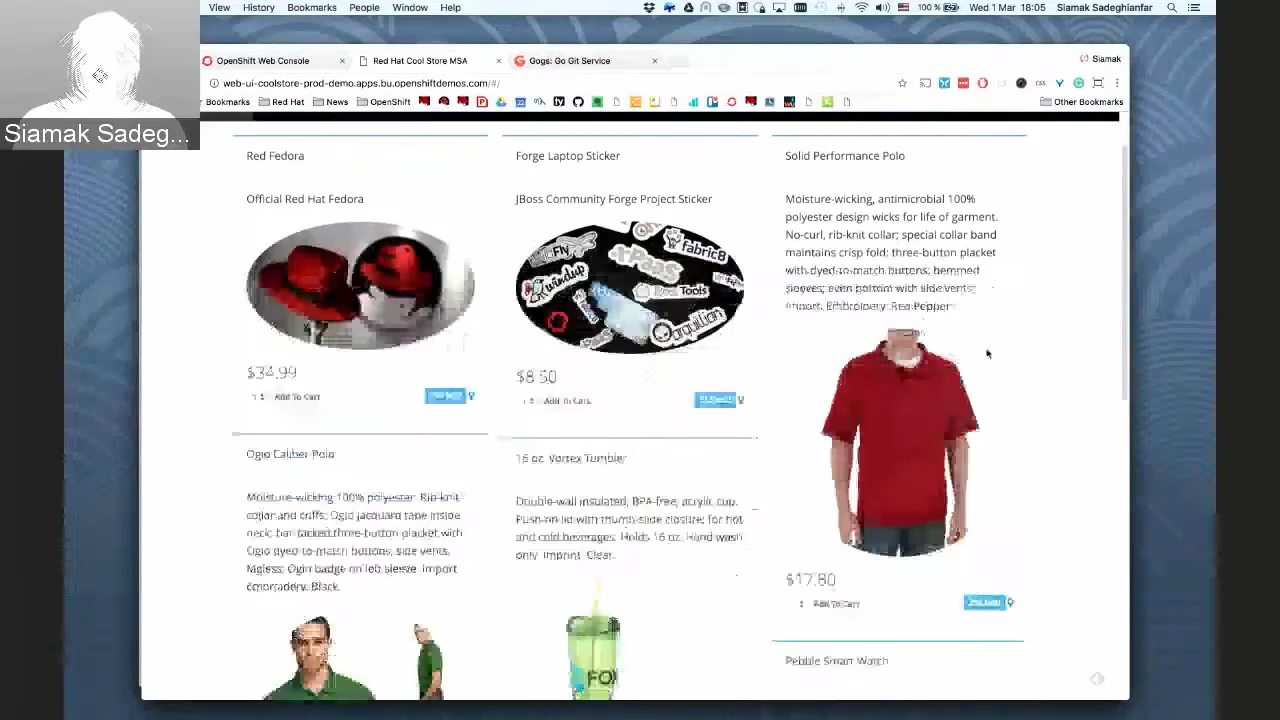 View History Bookmarks People Window Help 100% Wed 1 Mar 18:05 Siamak Sadeghianfar
OpenShift Web Console × Red Hat Cool Store MSA × Gogs: Go Git Service × Siamak
web-ui-coolstore-prod-demo.apps.bu.openshiftdemos.com/#/
Bookmarks Red Hat News OpenShift Other Bookmarks
Siamak Sadeg...
Red Fedora
Official Red Hat Fedora
$34.99
Add To Cart
Forge Laptop Sticker
JBoss Community Forge Project Sticker
windup
fabric8
Tools
arquillian
$8.50
Add To Cart
Solid Performance Polo
Moisture-wicking, antimicrobial 100%
polyester design wicks for life of garment.
No-curl, rib-knit collar; special collar band
maintains crisp fold; three-button placket
with dyed-to-match buttons; hemmed
sleeves; even bottom with side vents;
Import. Embroidery. Red Pepper
$17.80
Add To Cart
Ogio Caliber Polo
Moisture-wicking 100% polyester. Rib-knit
collar and cuffs; Ogio jacquard tape inside
neck; bar-tacked three-button placket with
Ogio dyed-to-match buttons; side vents;
tagless; Ogio badge on left sleeve. Import.
Embroidery. Black.
16 oz. Vortex Tumbler
Double-wall insulated, BPA-free, acrylic cup.
Push-on lid with thumb-slide closure; for hot
and cold beverages. Holds 16 oz. Hand wash
only. Imprint. Clear.
Pebble Smart Watch